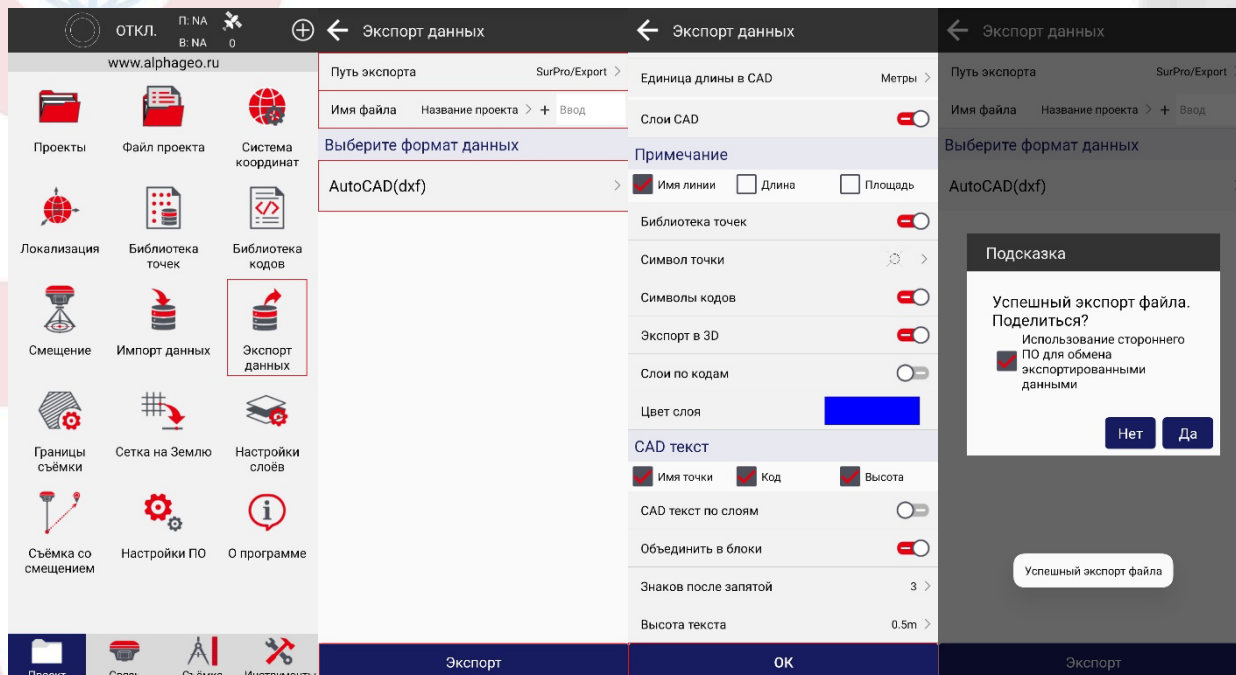 ОТКЛ.
П: NA
В: NA
0
www.alphageo.ru
Проекты
Файл проекта
Система
координат
Локализация
Библиотека
точек
Библиотека
кодов
Смещение
Импорт данных
Экспорт
данных
Границы
съёмки
Сетка на Землю
Настройки
слоёв
Съёмка со
смещением
Настройки ПО
О программе
Проект
Связь
Съёмка
Инструменты
Экспорт данных
Путь экспорта SurPro/Export >
Имя файла Название проекта > + Ввод
Выберите формат данных
AutoCAD(dxf) >
Экспорт
Экспорт данных
Единица длины в CAD Метры >
Слои CAD
Примечание
Имя линии Длина Площадь
Библиотека точек
Символ точки >
Символы кодов
Экспорт в 3D
Слои по кодам
Цвет слоя
CAD текст
Имя точки Код Высота
CAD текст по слоям
Объединить в блоки
Знаков после запятой 3 >
Высота текста 0.5m >
OK
Экспорт данных
Путь экспорта SurPro/Export
Имя файла Название проекта > + Ввод
Выберите формат данных
AutoCAD(dxf)
Подсказка
Успешный экспорт файла.
Поделиться?
Использование стороннего
ПО для обмена
экспортированными
данными
Нет Да
Успешный экспорт файла
Экспорт